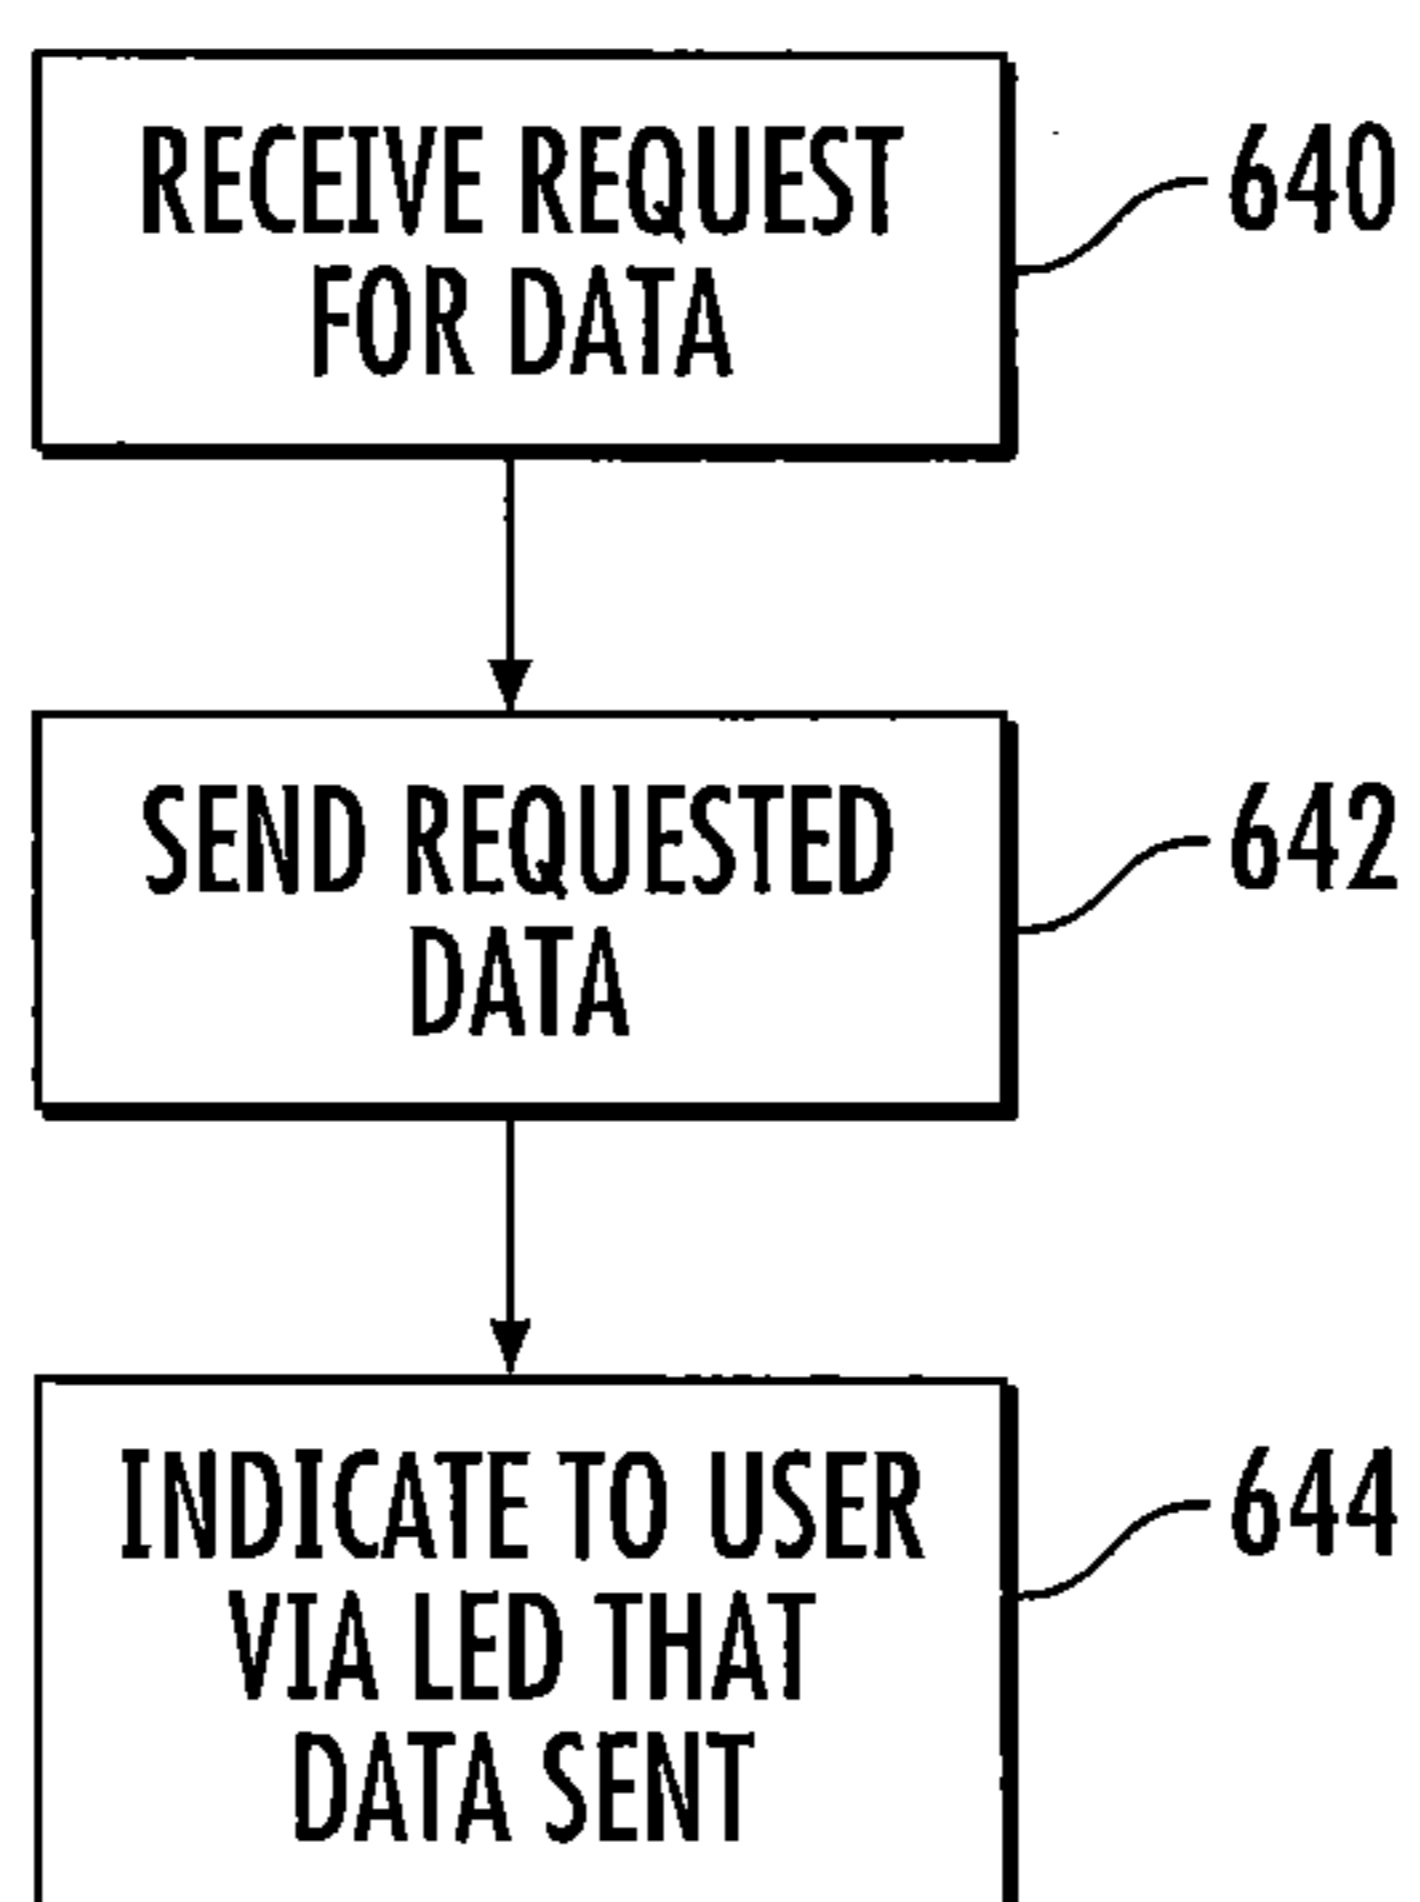 RECEIVE REQUEST
FOR DATA
640
SEND REQUESTED
DATA
642
INDICATE TO USER
VIA LED THAT
DATA SENT
644